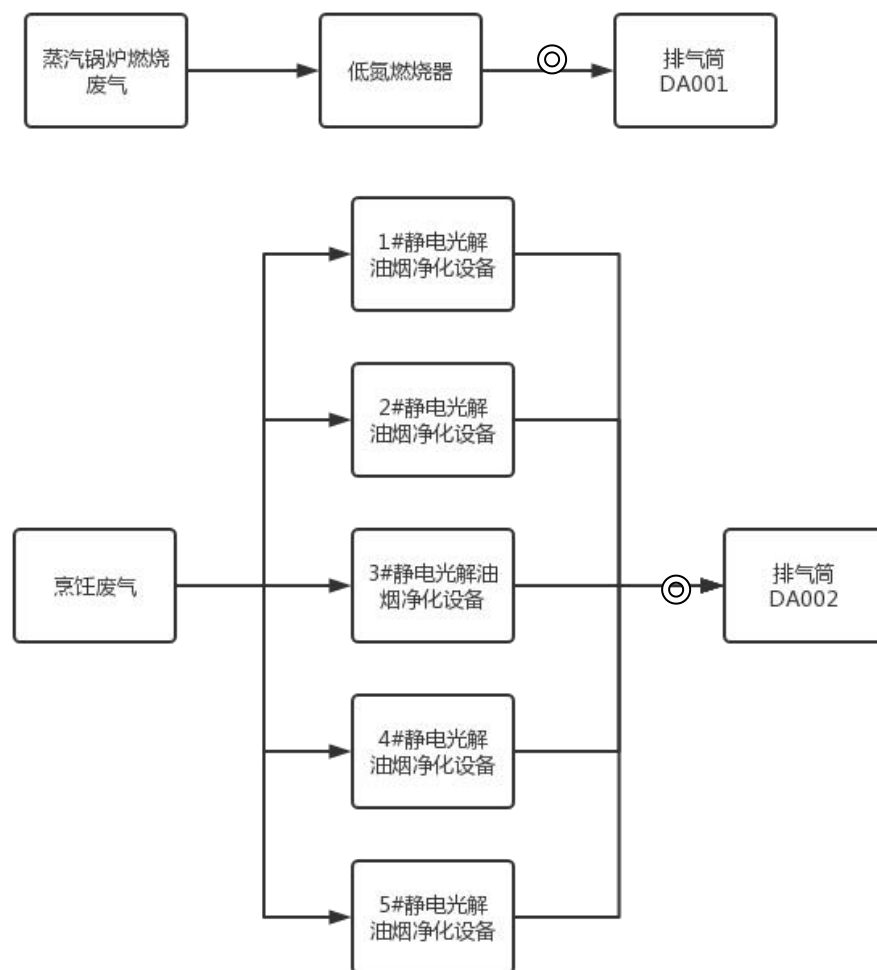 蒸汽锅炉燃烧
废气
低氮燃烧器
排气筒
DA001
1#静电光解
油烟净化设备
2#静电光解
油烟净化设备
烹饪废气
3#静电光解油
烟净化设备
排气筒
DA002
4#静电光解
油烟净化设备
5#静电光解
油烟净化设备